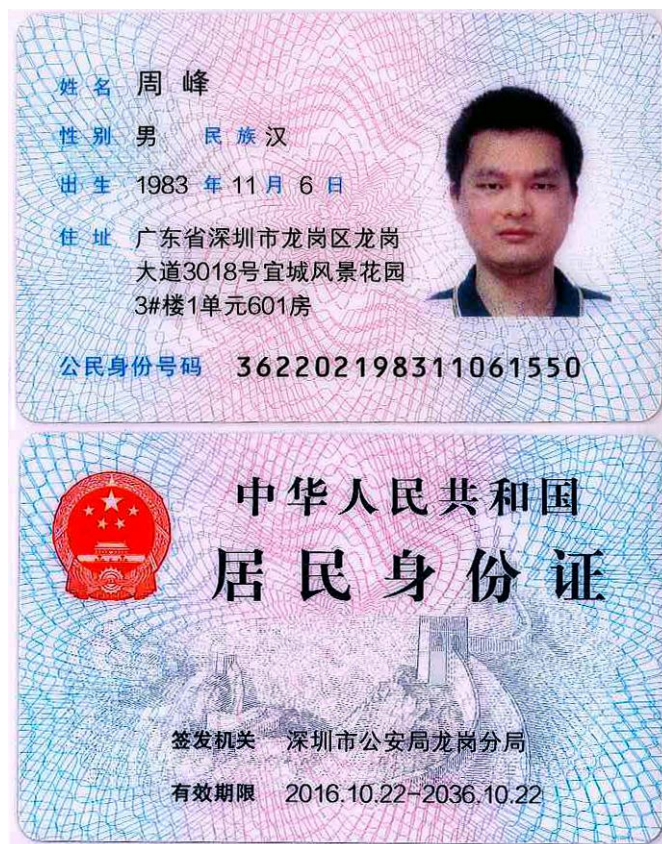 姓名 周峰
性别 男 民族 汉
出生 1983 年 11 月 6 日
住址 广东省深圳市龙岗区龙岗
大道3018号宜城风景花园
3#楼1单元601房
公民身份号码 362202198311061550
中华人民共和国
居民身份证
签发机关 深圳市公安局龙岗分局
有效期限 2016.10.22-2036.10.22